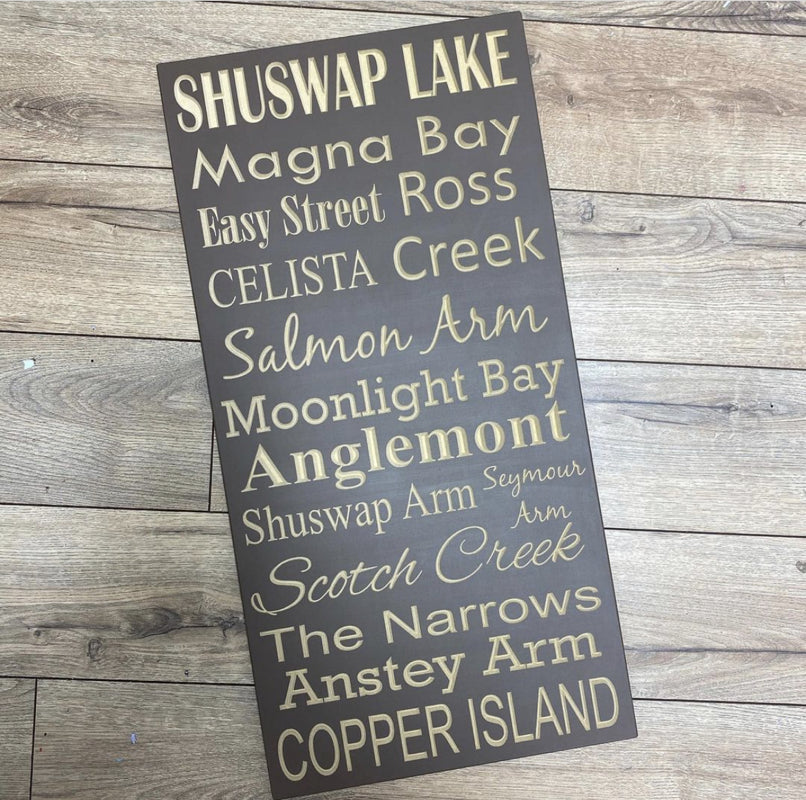 SHUSWAP LAKE
Magna Bay
Easy Street Ross
CELISTA Creek
Salmon Arm
Moonlight Bay
Anglemont
Shuswap Arm Seymour
Arm
Scotch Creek
The Narrows
Anstey Arm
COPPER ISLAND